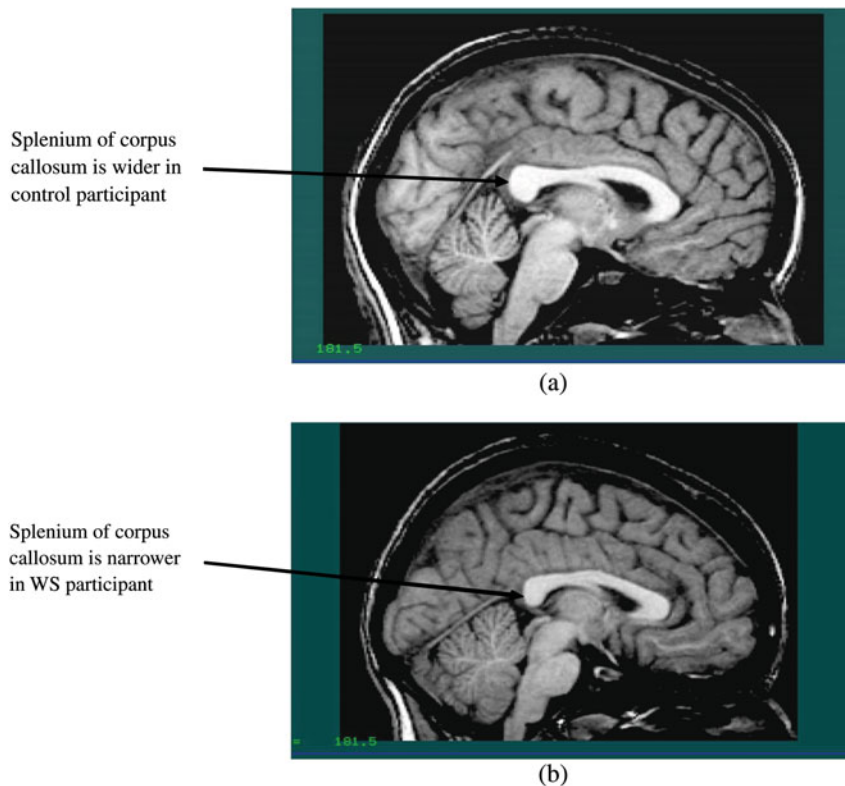 Splenium of corpus
callosum is wider in
control participant
181.5
(a)
Splenium of corpus
callosum is narrower
in WS participant
= 181.5
(b)